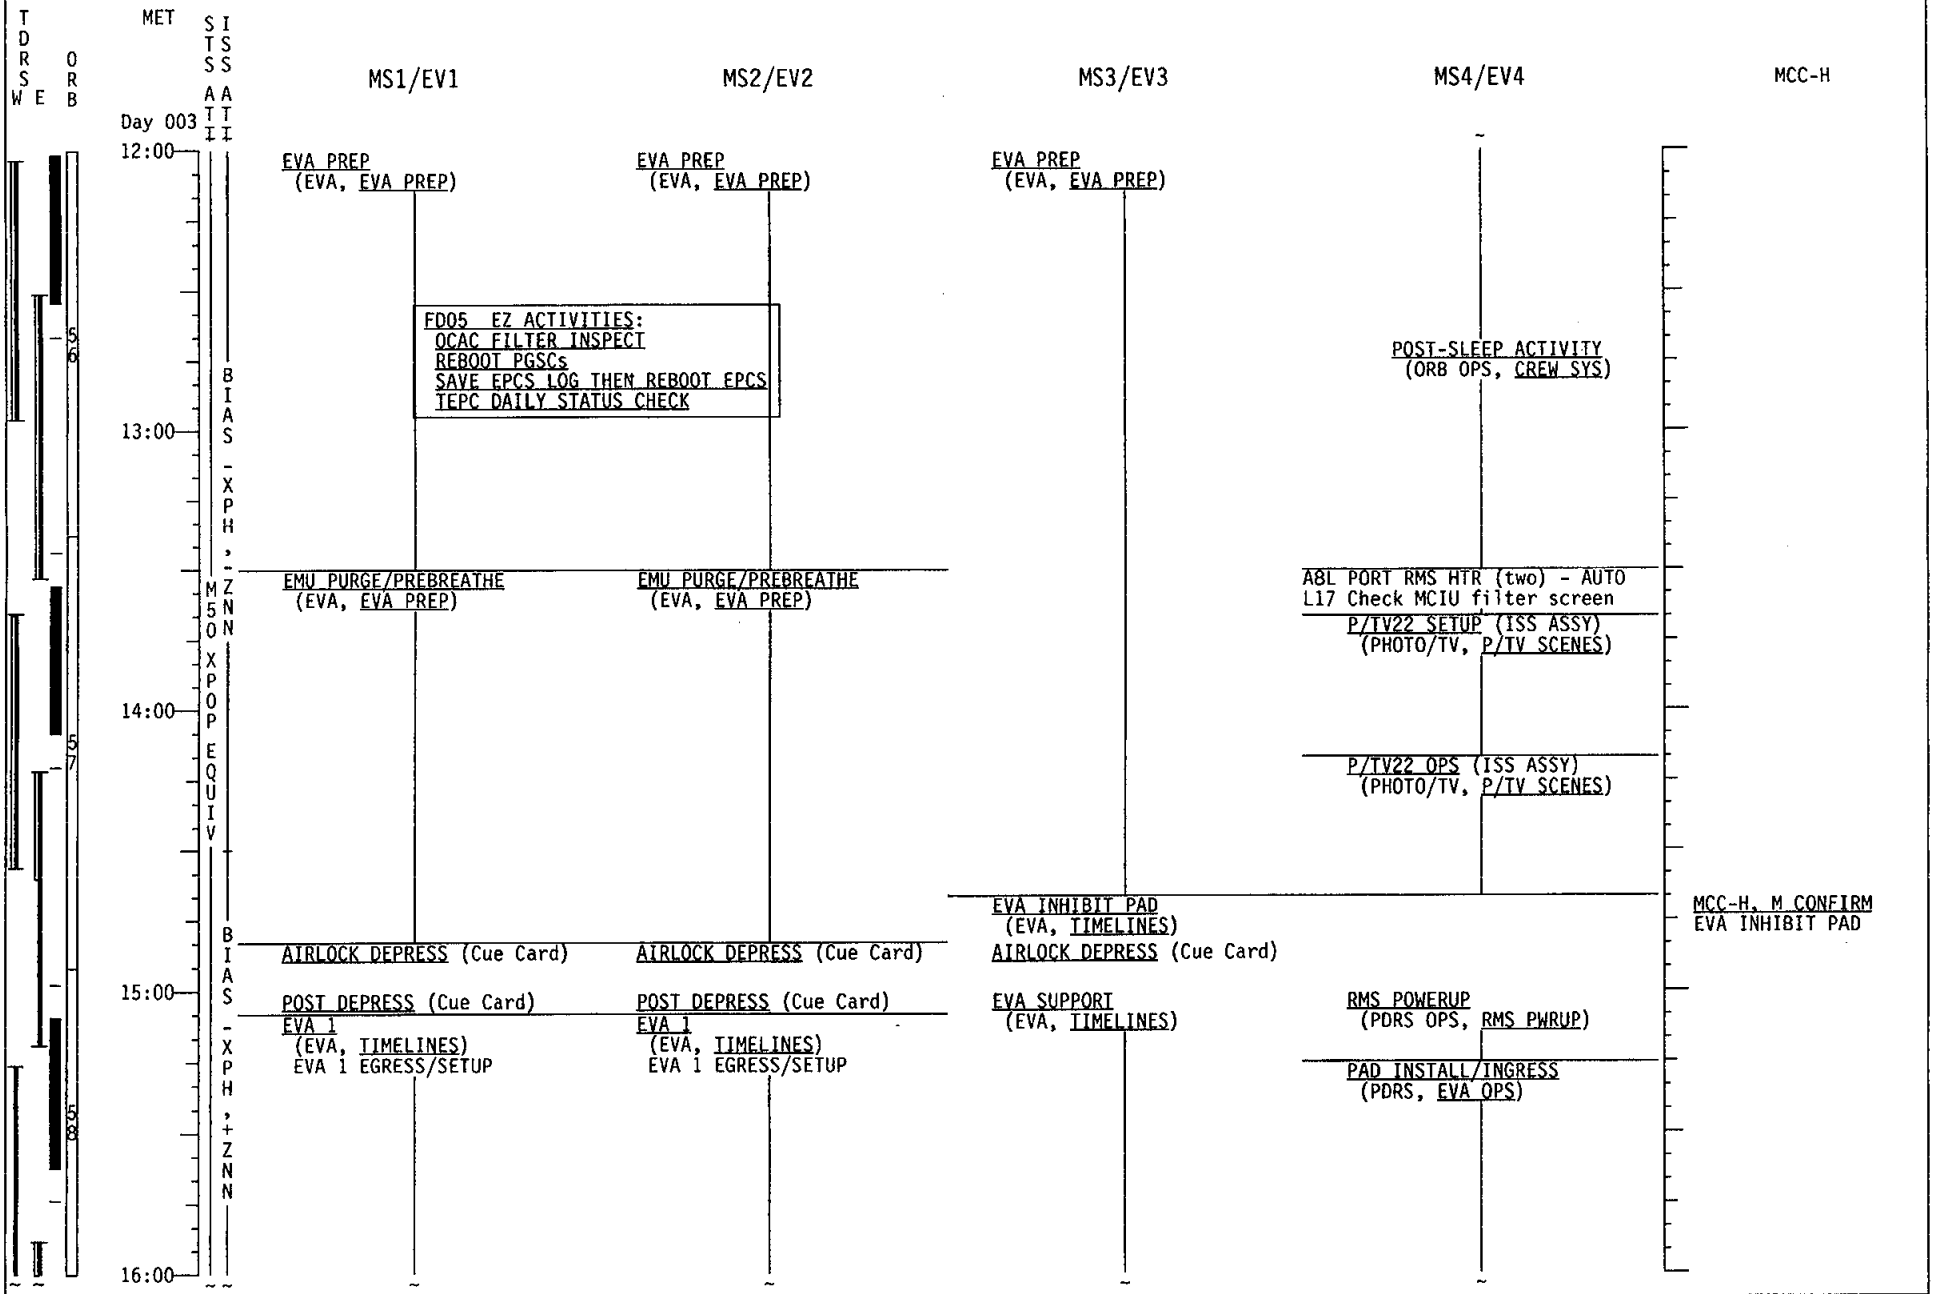 TDRS
W E
ORB
MET
STS ATT
ISS ATT
MS1/EV1
MS2/EV2
MS3/EV3
MS4/EV4
MCC-H
Day 003
12:00
13:00
14:00
15:00
16:00
56
57
58
M50 XPOP EQUIV
BIAS -XPH,-ZNN
BIAS -XPH,+ZNN
EVA PREP
(EVA, EVA PREP)
FD05 EZ ACTIVITIES:
OCAC FILTER INSPECT
REBOOT PGSCs
SAVE EPCS LOG THEN REBOOT EPCS
TEPC DAILY STATUS CHECK
EMU PURGE/PREBREATHE
(EVA, EVA PREP)
AIRLOCK DEPRESS (Cue Card)
POST DEPRESS (Cue Card)
EVA 1
(EVA, TIMELINES)
EVA 1 EGRESS/SETUP
EVA PREP
(EVA, EVA PREP)
EMU PURGE/PREBREATHE
(EVA, EVA PREP)
AIRLOCK DEPRESS (Cue Card)
POST DEPRESS (Cue Card)
EVA 1
(EVA, TIMELINES)
EVA 1 EGRESS/SETUP
EVA PREP
(EVA, EVA PREP)
EVA INHIBIT PAD
(EVA, TIMELINES)
AIRLOCK DEPRESS (Cue Card)
EVA SUPPORT
(EVA, TIMELINES)
POST-SLEEP ACTIVITY
(ORB OPS, CREW SYS)
A8L PORT RMS HTR (two) - AUTO
L17 Check MCIU filter screen
P/TV22 SETUP (ISS ASSY)
(PHOTO/TV, P/TV SCENES)
P/TV22 OPS (ISS ASSY)
(PHOTO/TV, P/TV SCENES)
RMS POWERUP
(PDRS OPS, RMS PWRUP)
PAD INSTALL/INGRESS
(PDRS, EVA OPS)
MCC-H, M CONFIRM
EVA INHIBIT PAD